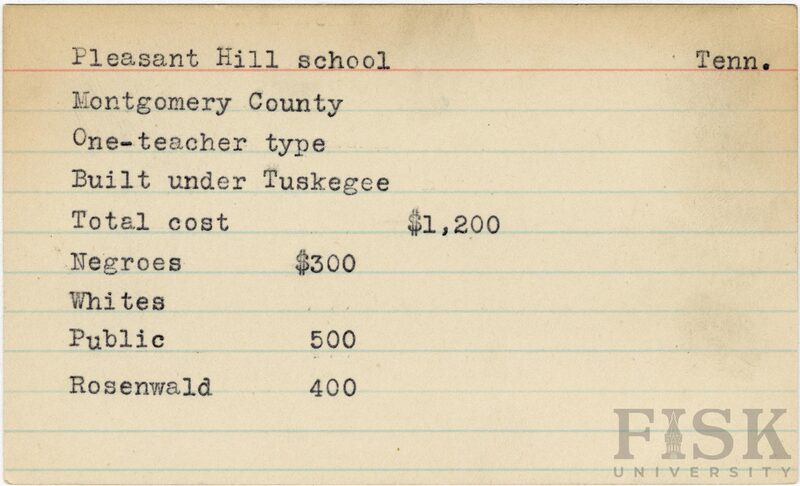 Pleasant Hill school Tenn.
Montgomery County
One-teacher type
Built under Tuskegee
Total cost $1,200
Negroes $300
Whites
Public 500
Rosenwald 400
FISK
UNIVERSITY